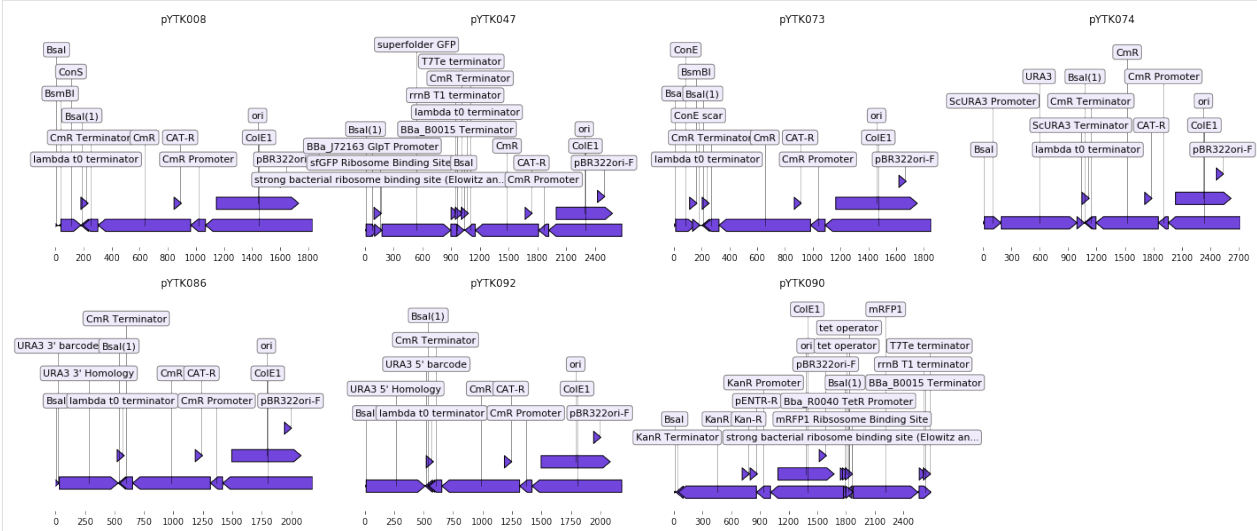 pYTK008
BsaI
ConS
BsmBI
BsaI(1)
CmR Terminator
CmR
CAT-R
ori
ColE1
lambda t0 terminator
CmR Promoter
pBR322ori-F
0 200 400 600 800 1000 1200 1400 1600 1800
pYTK047
superfolder GFP
T7Te terminator
CmR Terminator
rrnB T1 terminator
lambda t0 terminator
BsaI(1)
BBa_B0015 Terminator
ori
BBa_J72163 GlpT Promoter
CmR
ColE1
sfGFP Ribosome Binding Site
BsaI
CAT-R
pBR322ori-F
strong bacterial ribosome binding site (Elowitz an...
CmR Promoter
0 300 600 900 1200 1500 1800 2100 2400
pYTK073
ConE
BsmBI
BsaI
BsaI(1)
ConE scar
ori
CmR Terminator
CmR
CAT-R
ColE1
lambda t0 terminator
CmR Promoter
pBR322ori-F
0 200 400 600 800 1000 1200 1400 1600 1800
pYTK074
CmR
URA3
BsaI(1)
CmR Promoter
ScURA3 Promoter
CmR Terminator
ori
ScURA3 Terminator
CAT-R
ColE1
BsaI
lambda t0 terminator
pBR322ori-F
0 300 600 900 1200 1500 1800 2100 2400 2700
pYTK086
CmR Terminator
URA3 3' barcode
BsaI(1)
ori
URA3 3' Homology
CmR
CAT-R
ColE1
BsaI
lambda t0 terminator
CmR Promoter
pBR322ori-F
0 250 500 750 1000 1250 1500 1750 2000
pYTK092
BsaI(1)
CmR Terminator
URA3 5' barcode
ori
URA3 5' Homology
CmR
CAT-R
ColE1
BsaI
lambda t0 terminator
CmR Promoter
pBR322ori-F
0 250 500 750 1000 1250 1500 1750 2000
pYTK090
ColE1
mRFP1
tet operator
ori
tet operator
T7Te terminator
pBR322ori-F
rrnB T1 terminator
KanR Promoter
BsaI(1)
BBa_B0015 Terminator
pENTR-R
Bba_R0040 TetR Promoter
BsaI
KanR
Kan-R
mRFP1 Ribsosome Binding Site
KanR Terminator
strong bacterial ribosome binding site (Elowitz an...
0 300 600 900 1200 1500 1800 2100 2400